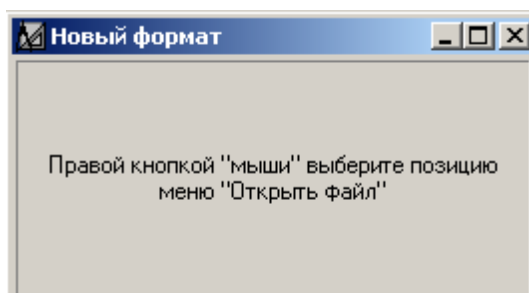 Новый формат
Правой кнопкой "мыши" выберите позицию
меню "Открыть файл"